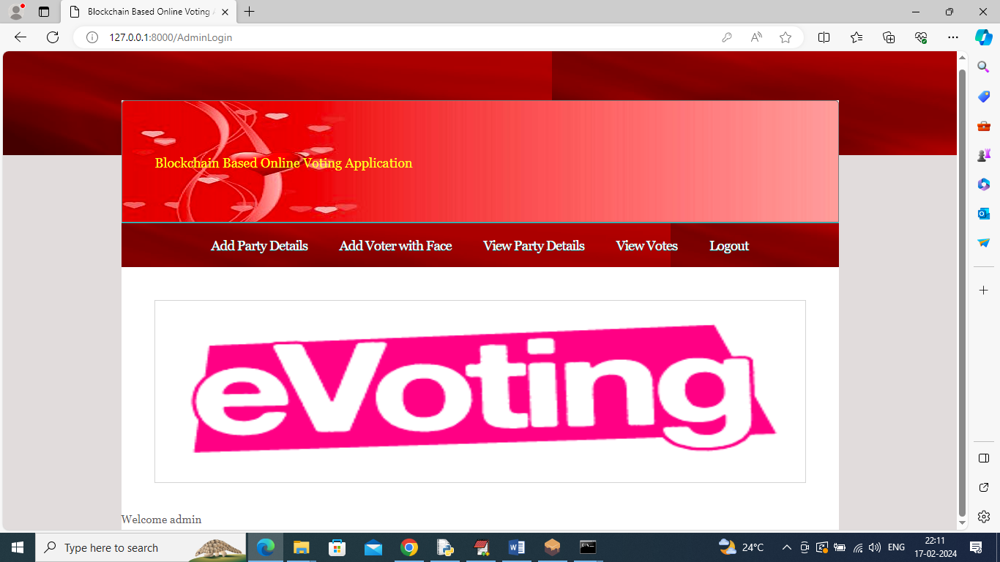 Blockchain Based Online Voting A
127.0.0.1:8000/AdminLogin
Blockchain Based Online Voting Application
Add Party Details Add Voter with Face View Party Details View Votes Logout
eVoting
Welcome admin
Type here to search 24°C ENG 22:11
17-02-2024